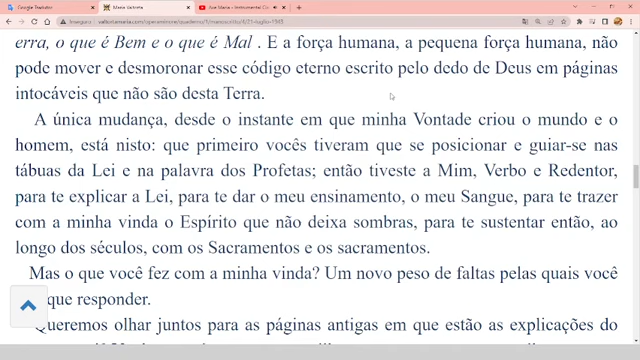 Google Tradutor
Maria Valtorta
Ave Maria - Instrumental Co
erra, o que é Bem e o que é Mal . E a força humana, a pequena força humana, não
pode mover e desmoronar esse código eterno escrito pelo dedo de Deus em páginas
intocáveis que não são desta Terra.
A única mudança, desde o instante em que minha Vontade criou o mundo e o
homem, está nisto: que primeiro vocês tiveram que se posicionar e guiar-se nas
tábuas da Lei e na palavra dos Profetas; então tiveste a Mim, Verbo e Redentor,
para te explicar a Lei, para te dar o meu ensinamento, o meu Sangue, para te trazer
com a minha vinda o Espírito que não deixa sombras, para te sustentar então, ao
longo dos séculos, com os Sacramentos e os sacramentos.
Mas o que você fez com a minha vinda? Um novo peso de faltas pelas quais você
que responder.
Queremos olhar juntos para as páginas antigas em que estão as explicações do